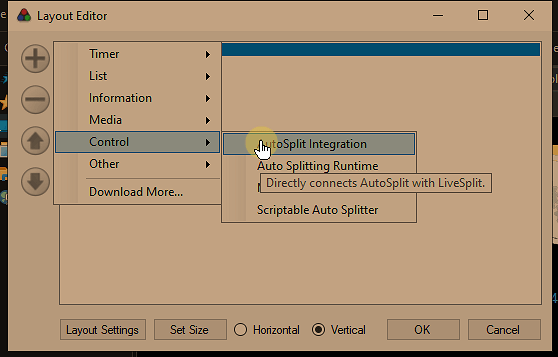 Layout Editor
Timer
List
Information
Media
Control
Other
Download More...
AutoSplit Integration
Auto Splitting Runtime
Directly connects AutoSplit with LiveSplit.
Scriptable Auto Splitter
Layout Settings
Set Size
Horizontal
Vertical
OK
Cancel